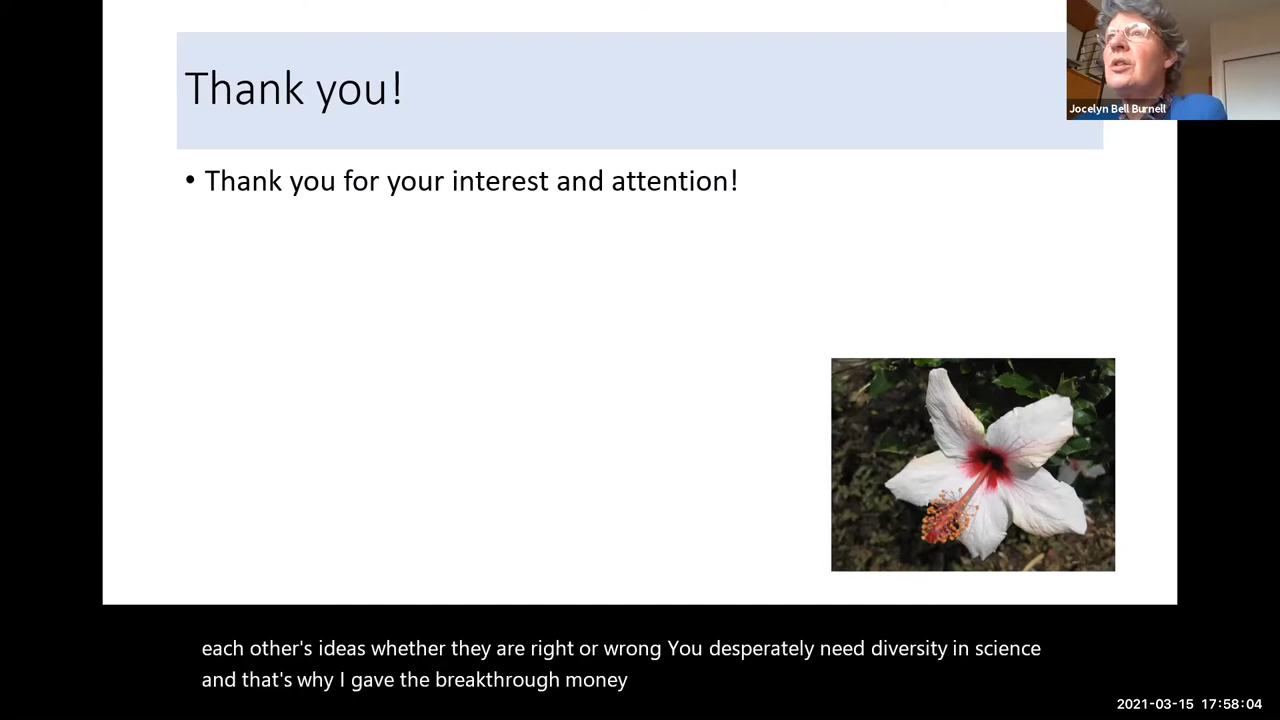 Thank you!
Jocelyn Bell Burnell
• Thank you for your interest and attention!
each other's ideas whether they are right or wrong You desperately need diversity in science
and that's why I gave the breakthrough money
2021-03-15 17:58:04